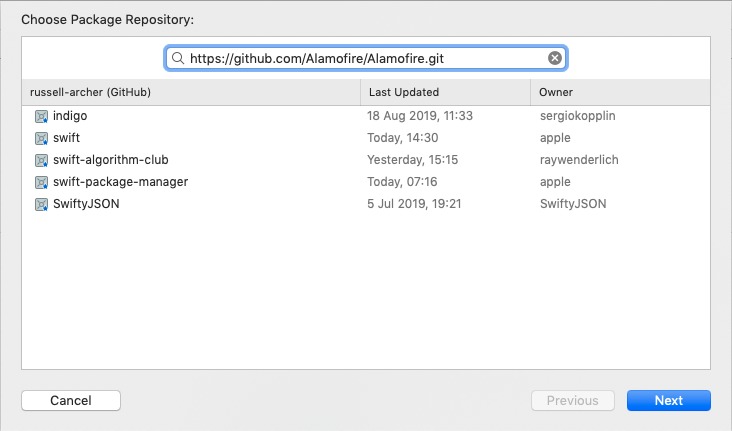 Choose Package Repository:
https://github.com/Alamofire/Alamofire.git
russell-archer (GitHub) Last Updated Owner
indigo 18 Aug 2019, 11:33 sergiokopplin
swift Today, 14:30 apple
swift-algorithm-club Yesterday, 15:15 raywenderlich
swift-package-manager Today, 07:16 apple
SwiftyJSON 5 Jul 2019, 19:21 SwiftyJSON
Cancel Previous Next